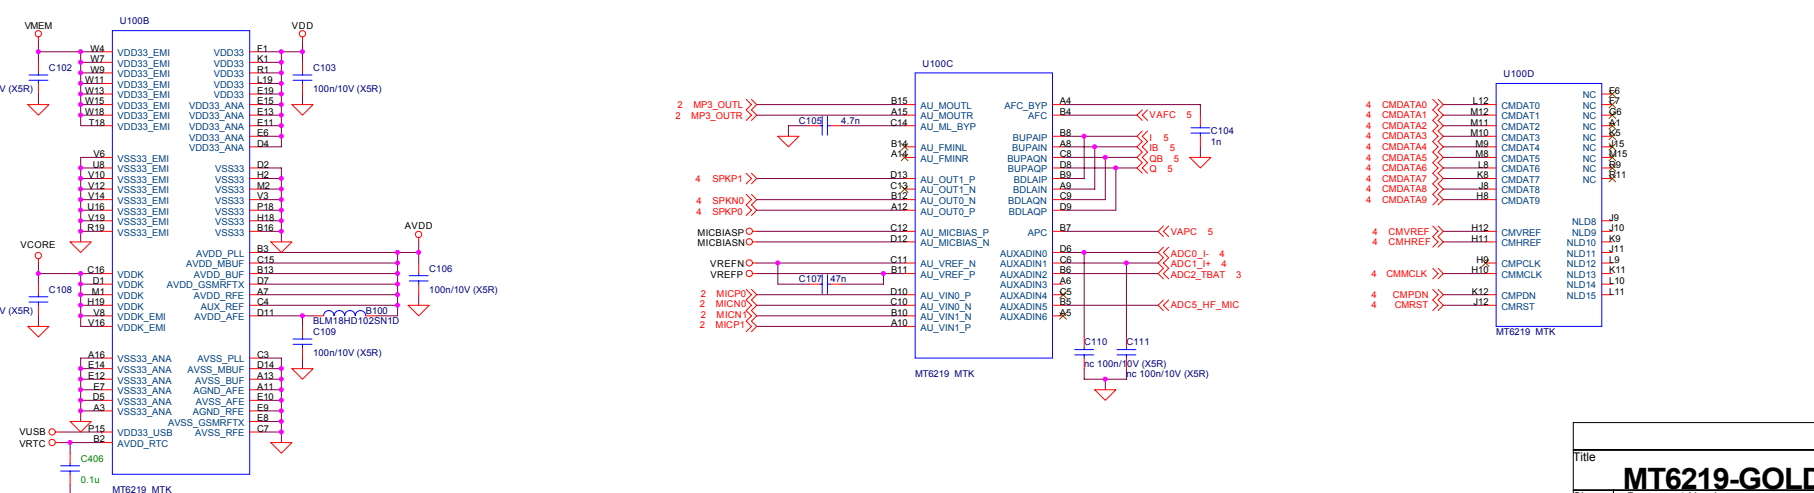 U100B
VMEM
VDD
W4 VDD33_EMI VDD33 F1
W7 VDD33_EMI VDD33 K1
W9 VDD33_EMI VDD33 R1
W11 VDD33_EMI VDD33 L19
W13 VDD33_EMI VDD33 E19
W15 VDD33_EMI VDD33_ANA E15
W18 VDD33_EMI VDD33_ANA E13
T18 VDD33_EMI VDD33_ANA E11
VDD33_ANA E6
VDD33_ANA D4
C102
V (X5R)
C103
100n/10V (X5R)
V6 VSS33_EMI
U8 VSS33_EMI VSS33 D2
V10 VSS33_EMI VSS33 H2
V12 VSS33_EMI VSS33 M2
V14 VSS33_EMI VSS33 V3
U16 VSS33_EMI VSS33 P18
V19 VSS33_EMI VSS33 H18
R19 VSS33_EMI VSS33 B16
VCORE
AVDD
AVDD_PLL B3
AVDD_MBUF C15
C16 VDDK AVDD_BUF B13
D1 VDDK AVDD_GSMRFTX D7
M1 VDDK AVDD_RFE A7
H19 VDDK AUX_REF C4
V8 VDDK_EMI AVDD_AFE D11
V16 VDDK_EMI
C108
V (X5R)
C106
100n/10V (X5R)
B100
BLM18HD102SN1D
C109
100n/10V (X5R)
A16 VSS33_ANA AVSS_PLL C3
E14 VSS33_ANA AVSS_MBUF D14
E12 VSS33_ANA AVSS_BUF A13
E7 VSS33_ANA AGND_AFE A11
D5 VSS33_ANA AVSS_AFE E10
A3 VSS33_ANA AGND_RFE E9
AVSS_GSMRFTX E8
VUSB P15 VDD33_USB AVSS_RFE C7
VRTC B2 AVDD_RTC
C406
0.1u
MT6219 MTK
U100C
2 MP3_OUTL B15 AU_MOUTL AFC_BYP A4
2 MP3_OUTR A15 AU_MOUTR AFC B4 VAFC 5
C105 4.7n C14 AU_ML_BYP
C104
1n
BUPAIP B8 I 5
B14 AU_FMINL BUPAIN A8 IB 5
A14 AU_FMINR BUPAQN C8 QB 5
BUPAQP D8 Q 5
4 SPKP1 D13 AU_OUT1_P BDLAIP B9
C13 AU_OUT1_N BDLAIN A9
4 SPKN0 B12 AU_OUT0_N BDLAQN C9
4 SPKP0 A12 AU_OUT0_P BDLAQP D9
MICBIASP C12 AU_MICBIAS_P APC B7 VAPC 5
MICBIASN D12 AU_MICBIAS_N
AUXADIN0 D6 ADC0_I- 4
VREFN C11 AU_VREF_N AUXADIN1 C6 ADC1_I+ 4
VREFP B11 AU_VREF_P AUXADIN2 B6 ADC2_TBAT 3
C107 47n AUXADIN3 A6
2 MICP0 D10 AU_VIN0_P AUXADIN4 C5
2 MICN0 C10 AU_VIN0_N AUXADIN5 B5 ADC5_HF_MIC
2 MICN1 B10 AU_VIN1_N AUXADIN6 A5
2 MICP1 A10 AU_VIN1_P
C110
nc 100n/10V (X5R)
C111
nc 100n/10V (X5R)
MT6219 MTK
U100D
NC E6
4 CMDATA0 L12 CMDAT0 NC
4 CMDATA1 M12 CMDAT1 NC
4 CMDATA2 M11 CMDAT2 NC
4 CMDATA3 M10 CMDAT3 NC
4 CMDATA4 M9 CMDAT4 NC
4 CMDATA5 M8 CMDAT5 NC
4 CMDATA6 L8 CMDAT6 NC
4 CMDATA7 K8 CMDAT7 NC
4 CMDATA8 J8 CMDAT8
4 CMDATA9 H8 CMDAT9
NLD8 J9
4 CMVREF H12 CMVREF NLD9 J10
4 CMHREF H11 CMHREF NLD10 K9
NLD11 J11
H9 CMPCLK NLD12 L9
4 CMMCLK H10 CMMCLK NLD13 K11
NLD14 L10
4 CMPDN K12 CMPDN NLD15 L11
4 CMRST J12 CMRST
MT6219 MTK
Title
MT6219-GOLD